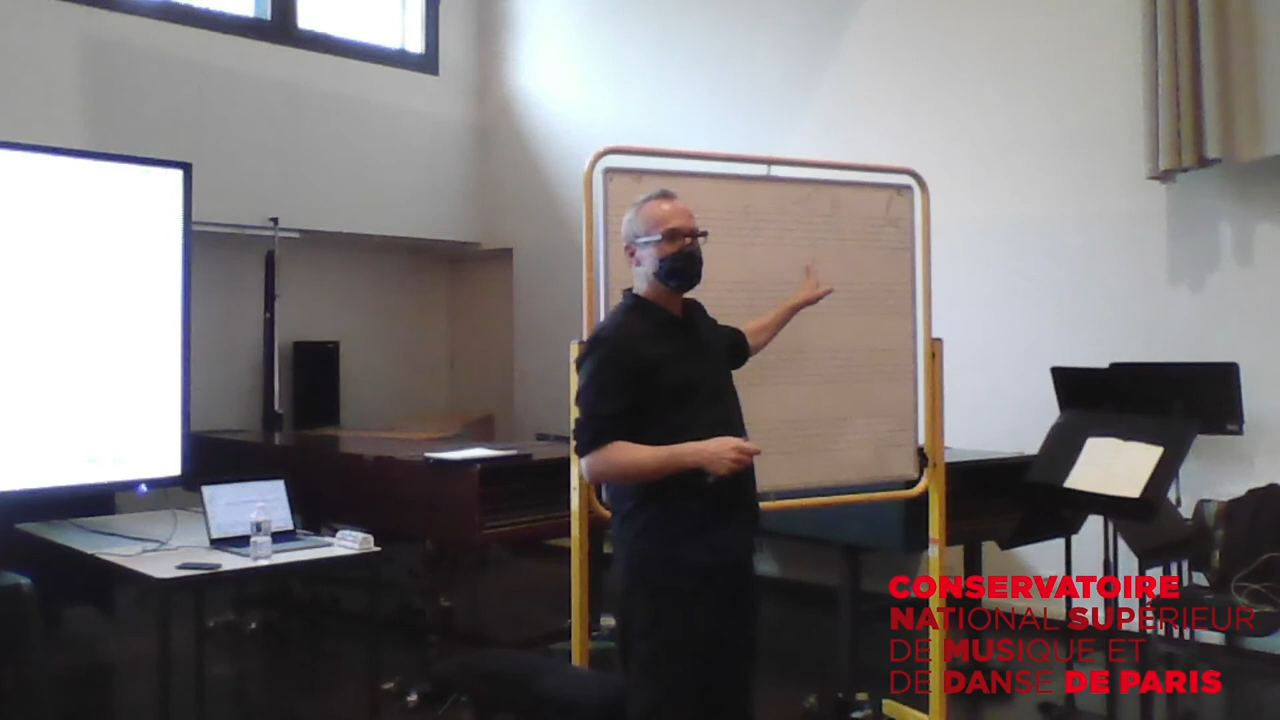 CONSERVATOIRE
NATIONAL SUPÉRIEUR
DE MUSIQUE ET
DE DANSE DE PARIS